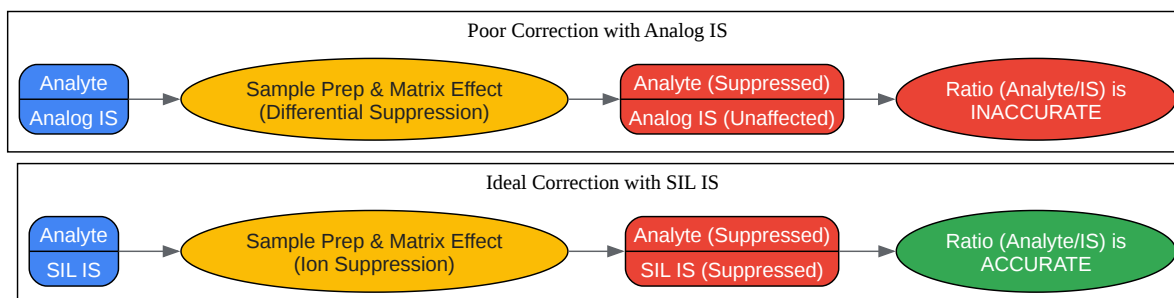 Poor Correction with Analog IS
Analyte
Analog IS
Sample Prep & Matrix Effect
(Differential Suppression)
Analyte (Suppressed)
Analog IS (Unaffected)
Ratio (Analyte/IS) is
INACCURATE
Ideal Correction with SIL IS
Analyte
SIL IS
Sample Prep & Matrix Effect
(Ion Suppression)
Analyte (Suppressed)
SIL IS (Suppressed)
Ratio (Analyte/IS) is
ACCURATE